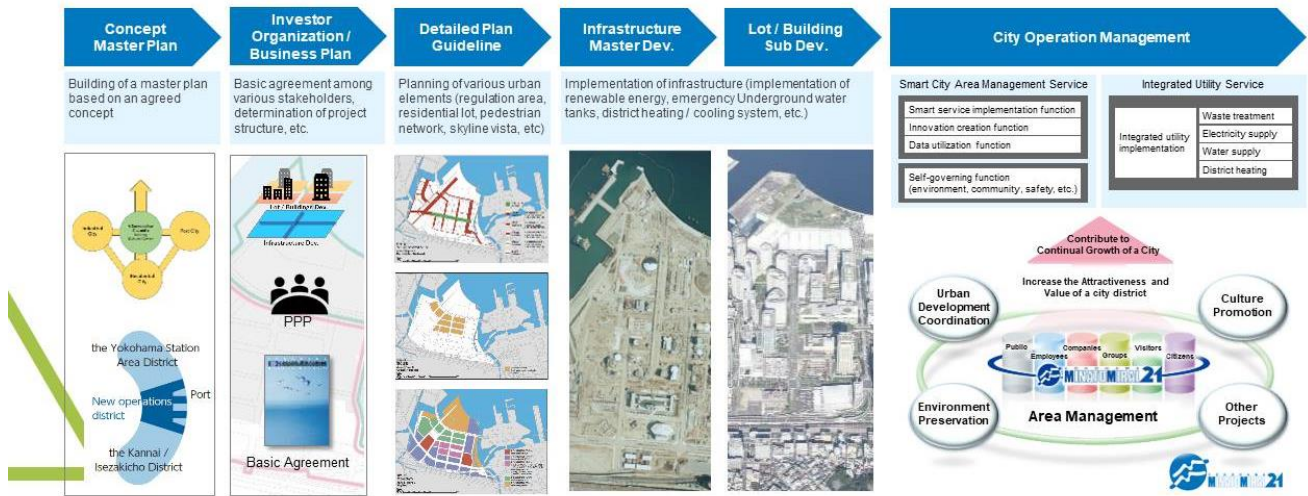 Concept
Master Plan
Investor
Organization /
Business Plan
Detailed Plan
Guideline
Infrastructure
Master Dev.
Lot / Building
Sub Dev.
City Operation Management
Building of a master plan
based on an agreed
concept
Basic agreement among
various stakeholders,
determination of project
structure, etc.
Planning of various urban
elements (regulation area,
residential lot, pedestrian
network, skyline vista, etc)
Implementation of infrastructure (implementation of
renewable energy, emergency Underground water
tanks, district heating / cooling system, etc.)
Smart City Area Management Service
Smart service implementation function
Innovation creation function
Data utilization function
Self-governing function
(environment, community, safety, etc.)
Integrated Utility Service
Integrated utility
implementation
Waste treatment
Electricity supply
Water supply
District heating
Industrial
City
Port City
Residential
City
the Yokohama Station
Area District
New operations
district
Port
the Kannai /
Isezakicho District
Lot / Buildings Dev.
Infrastructure Dev.
PPP
Basic Agreement
Contribute to
Continual Growth of a City
Increase the Attractiveness and
Value of a city district
Urban
Development
Coordination
Culture
Promotion
Public
Employees
Companies
Groups
Visitors
Citizens
MINATOMIRAI 21
Area Management
Environment
Preservation
Other
Projects
MINATOMIRAI 21